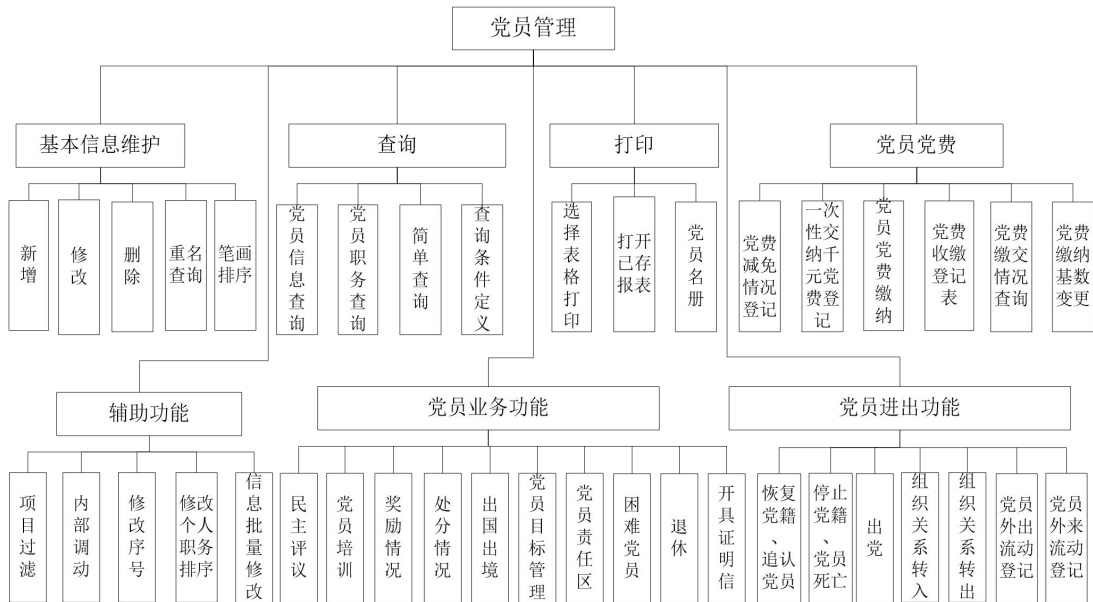 党员管理
基本信息维护
查询
打印
党员党费
新增
修改
删除
重名查询
笔画排序
党员信息查询
党员职务查询
简单查询
查询条件定义
选择表格打印
打开已存报表
党员名册
党费减免情况登记
一次性交纳千元党费登记
党员党费缴纳
党费收缴登记表
党费缴交情况查询
党费缴纳基数变更
辅助功能
党员业务功能
党员进出功能
项目过滤
内部调动
修改序号
修改个人职务排序
信息批量修改
民主评议
党员培训
奖励情况
处分情况
出国出境
党员目标管理
党员责任区
困难党员
退休
开具证明信
恢复党籍、追认党员
停止党籍、党员死亡
出党
组织关系转入
组织关系转出
党员外出流动登记
党员外来流动登记